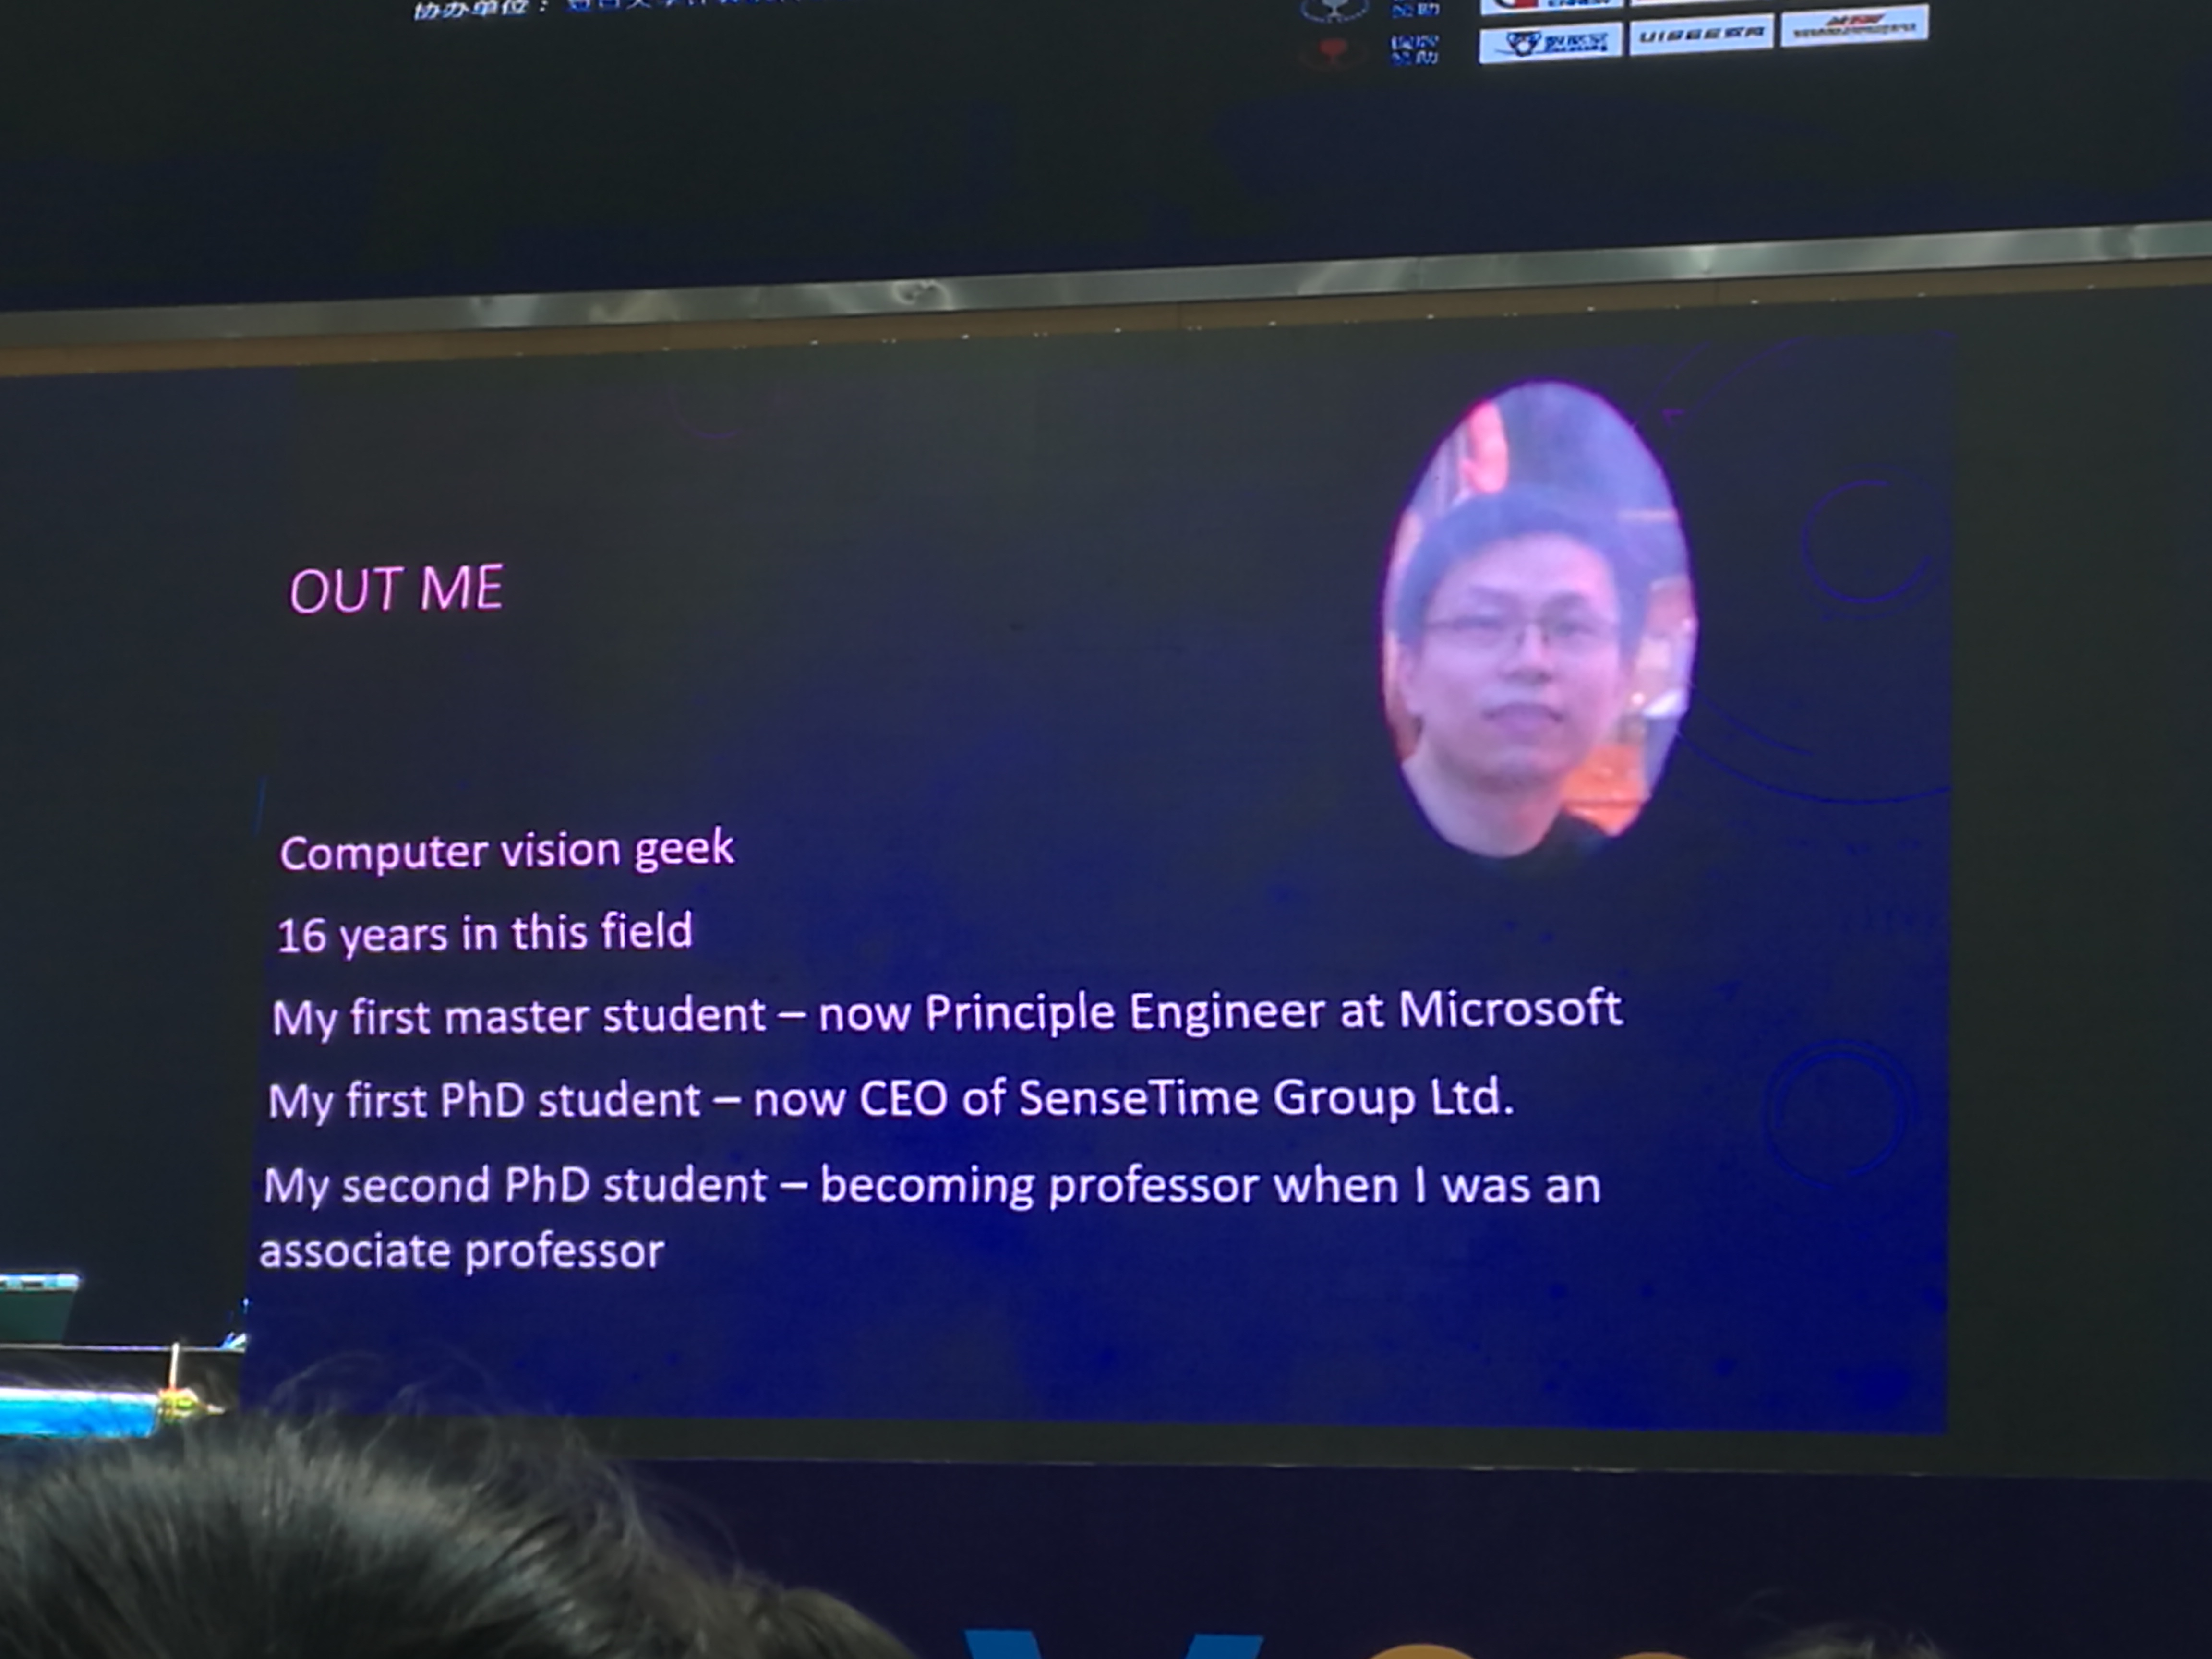 协办单位：
UISEE
OUT ME
Computer vision geek
16 years in this field
My first master student – now Principle Engineer at Microsoft
My first PhD student – now CEO of SenseTime Group Ltd.
My second PhD student – becoming professor when I was an
associate professor